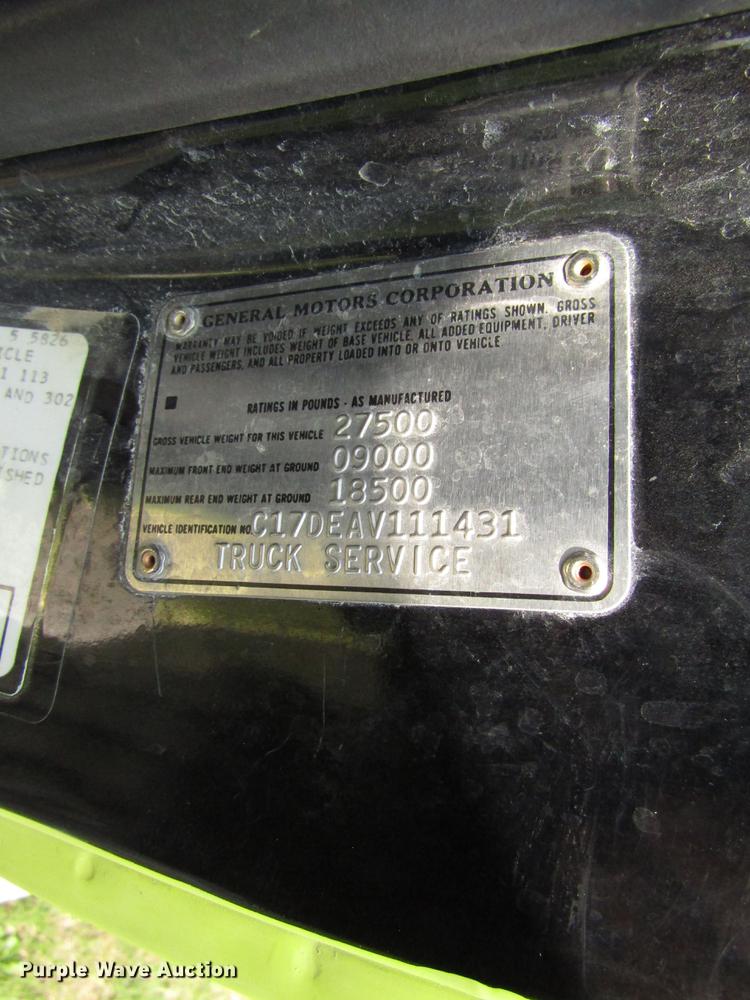 GENERAL MOTORS CORPORATION
WARRANTY MAY BE VOIDED IF WEIGHT EXCEEDS ANY OF RATINGS SHOWN. GROSS
VEHICLE WEIGHT INCLUDES WEIGHT OF BASE VEHICLE, ALL ADDED EQUIPMENT, DRIVER
AND PASSENGERS, AND ALL PROPERTY LOADED INTO OR ONTO VEHICLE.
RATINGS IN POUNDS - AS MANUFACTURED
GROSS VEHICLE WEIGHT FOR THIS VEHICLE 27500
MAXIMUM FRONT END WEIGHT AT GROUND 09000
MAXIMUM REAR END WEIGHT AT GROUND 18500
VEHICLE IDENTIFICATION NO. C17DEAV111431
TRUCK SERVICE
5 5826
ICLE
1 113
AND 302
TIONS
ISHED
Purple Wave Auction